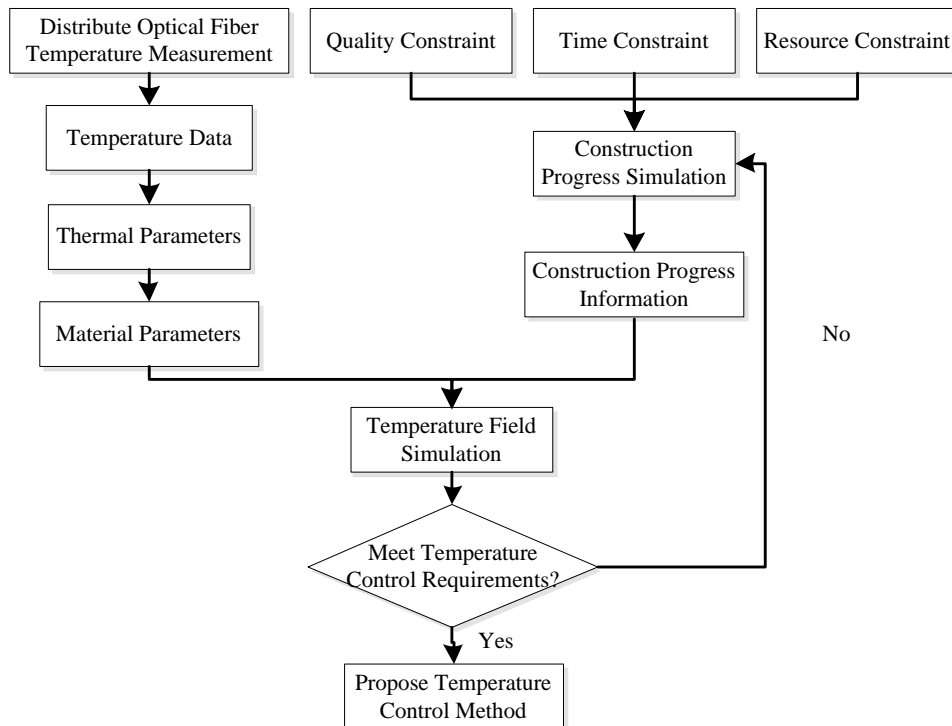 Distribute Optical Fiber
Temperature Measurement
Quality Constraint
Time Constraint
Resource Constraint
Temperature Data
Construction
Progress Simulation
Thermal Parameters
Construction Progress
Information
Material Parameters
No
Temperature Field
Simulation
Meet Temperature
Control Requirements?
Yes
Propose Temperature
Control Method